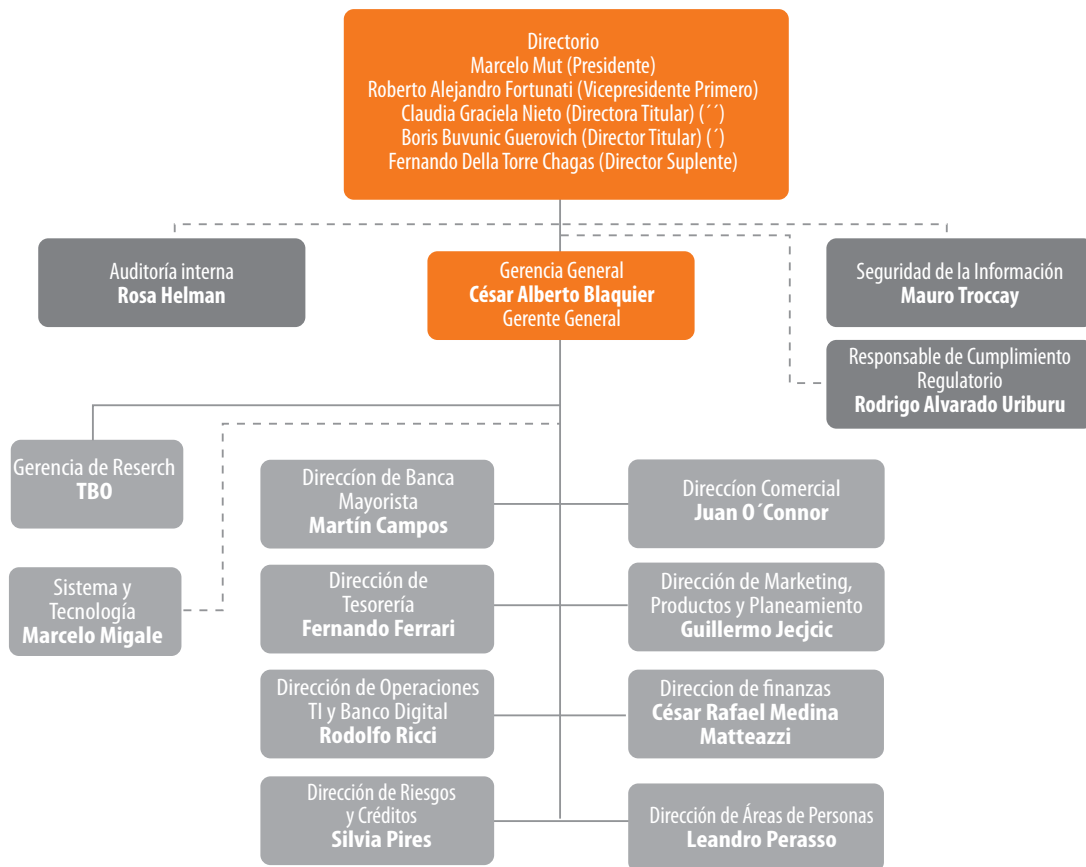 Directorio
Marcelo Mut (Presidente)
Roberto Alejandro Fortunati (Vicepresidente Primero)
Claudia Graciela Nieto (Directora Titular) (´´)
Boris Buvunic Guerovich (Director Titular) (´)
Fernando Della Torre Chagas (Director Suplente)
Auditoría interna
Rosa Helman
Gerencia General
César Alberto Blaquier
Gerente General
Seguridad de la Información
Mauro Troccay
Responsable de Cumplimiento
Regulatorio
Rodrigo Alvarado Uriburu
Gerencia de Reserch
TBO
Sistema y
Tecnología
Marcelo Migale
Direccíon de Banca
Mayorista
Martín Campos
Direccíon Comercial
Juan O´Connor
Dirección de
Tesorería
Fernando Ferrari
Dirección de Marketing,
Productos y Planeamiento
Guillermo Jecjcic
Dirección de Operaciones
TI y Banco Digital
Rodolfo Ricci
Direccion de finanzas
César Rafael Medina
Matteazzi
Dirección de Riesgos
y Créditos
Silvia Pires
Dirección de Áreas de Personas
Leandro Perasso